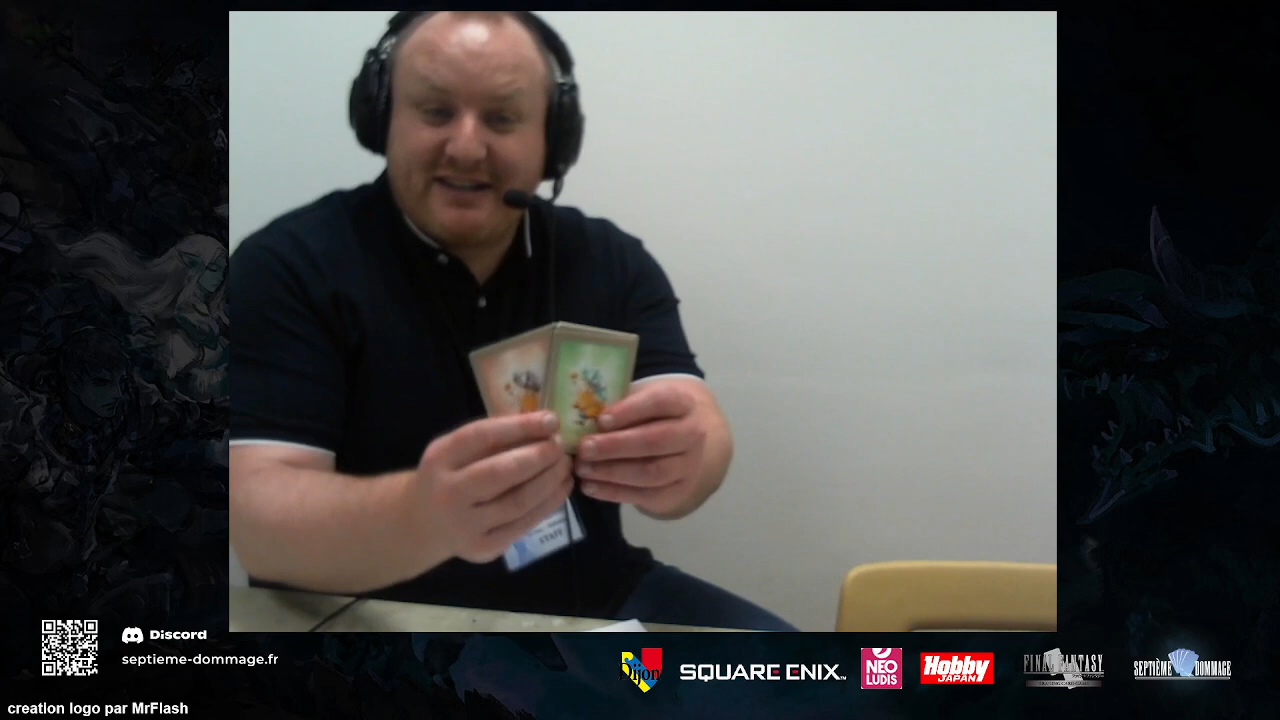 STAFF
Discord
septieme-dommage.fr
creation logo par MrFlash
Dijon
SQUARE ENIX
NEO
LUDIS
Hobby
JAPAN
FINAL FANTASY
SEPTIÈME DOMMAGE